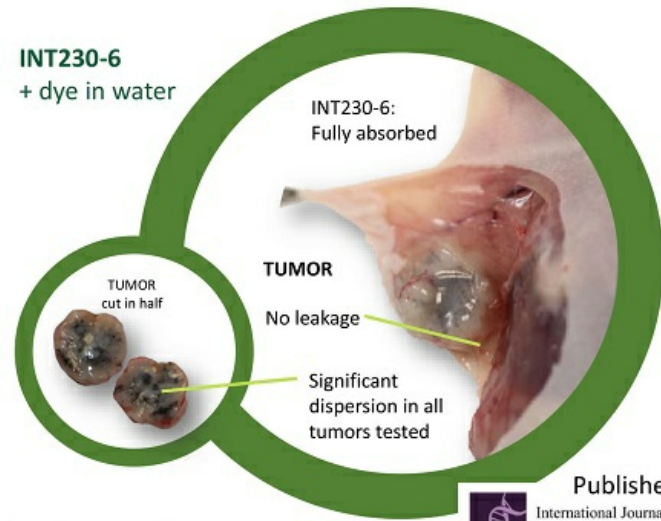 INT230-6
+ dye in water
INT230-6:
Fully absorbed
TUMOR
cut in half
TUMOR
No leakage
Significant
dispersion in all
tumors tested
Publishe
International Journa